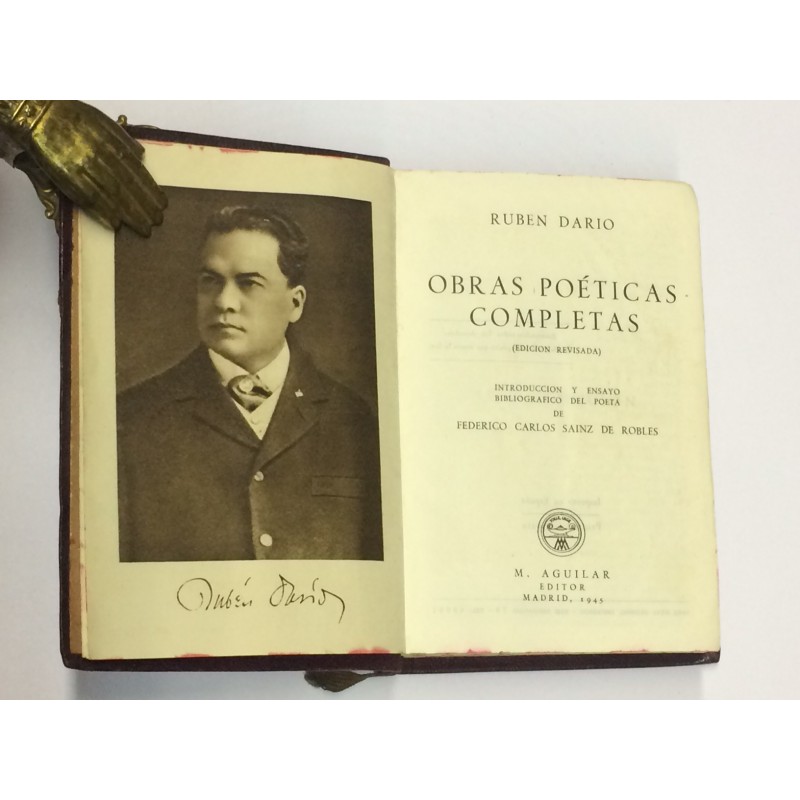 Rubén Darío
RUBEN DARIO
OBRAS POÉTICAS
COMPLETAS
(EDICION REVISADA)
INTRODUCCION Y ENSAYO
BIBLIOGRAFICO DEL POETA
DE
FEDERICO CARLOS SAINZ DE ROBLES
M. AGUILAR
EDITOR
MADRID, 1945